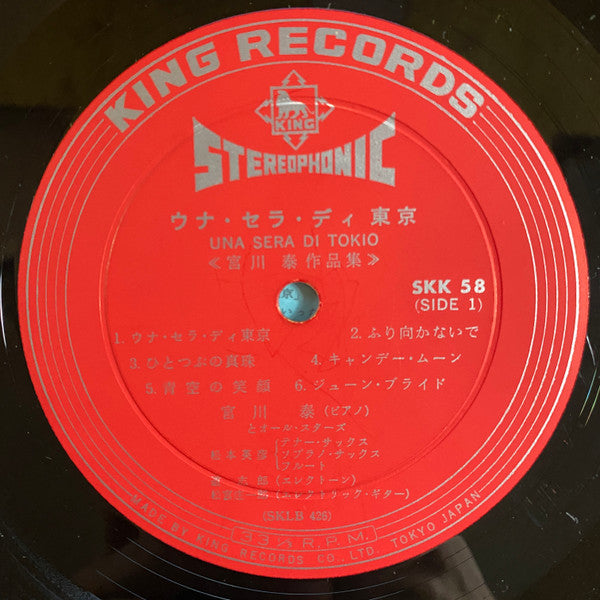 KING RECORDS
KING
STEREOPHONIC
ウナ・セラ・ディ 東京
UNA SERA DI TOKIO
≪宮川 泰作品集≫
SKK 58
(SIDE 1)
1. ウナ・セラ・ディ東京 2. ふり向かないで
3. ひとつぶの真珠 4. キャンデー・ムーン
5. 青空の笑顔 6. ジューン・ブライド
宮川 泰 (ピアノ)
とオール・スターズ
テナー・サックス
松本英彦 ソプラノ・サックス
フルート
(エレクトーン)
(エレクトリック・ギター)
(SKLB 426)
33 1/3 R.P.M.
MADE BY KING RECORDS CO., LTD. TOKYO JAPAN